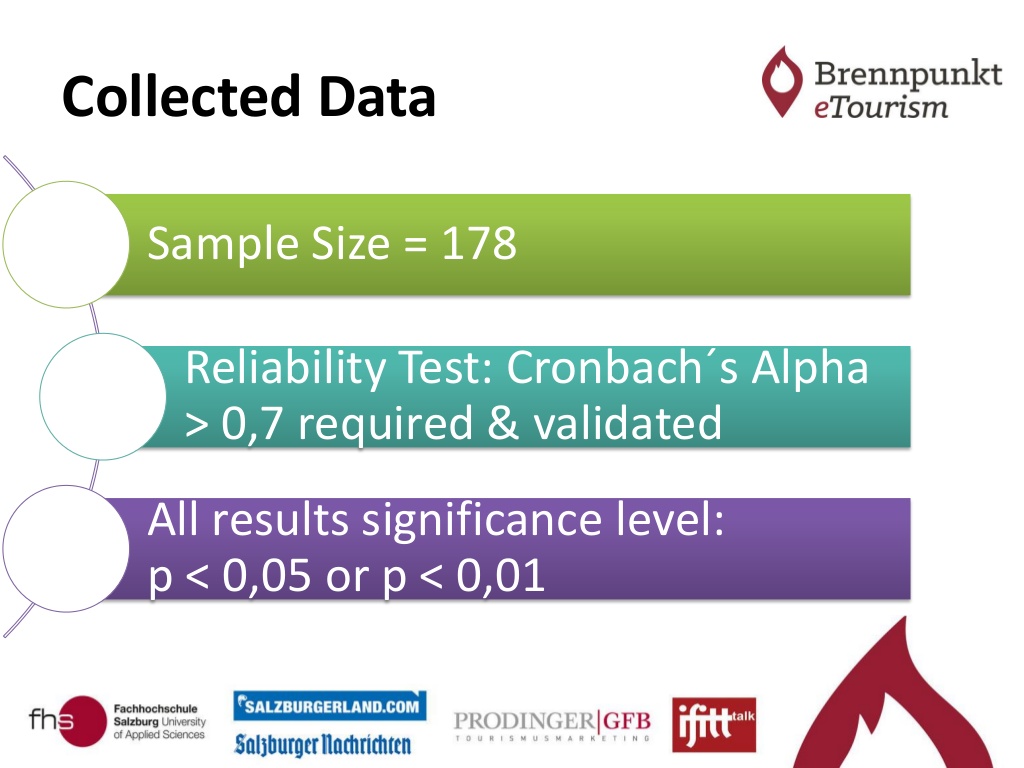 Collected Data
Brennpunkt
eTourism
Sample Size = 178
Reliability Test: Cronbach´s Alpha
> 0,7 required & validated
All results significance level:
p < 0,05 or p < 0,01
fhs
Fachhochschule
Salzburg University
of Applied Sciences
SALZBURGERLAND.COM
Salzburger Nachrichten
PRODINGER|GFB
TOURISMUSMARKETING
ifitt talk